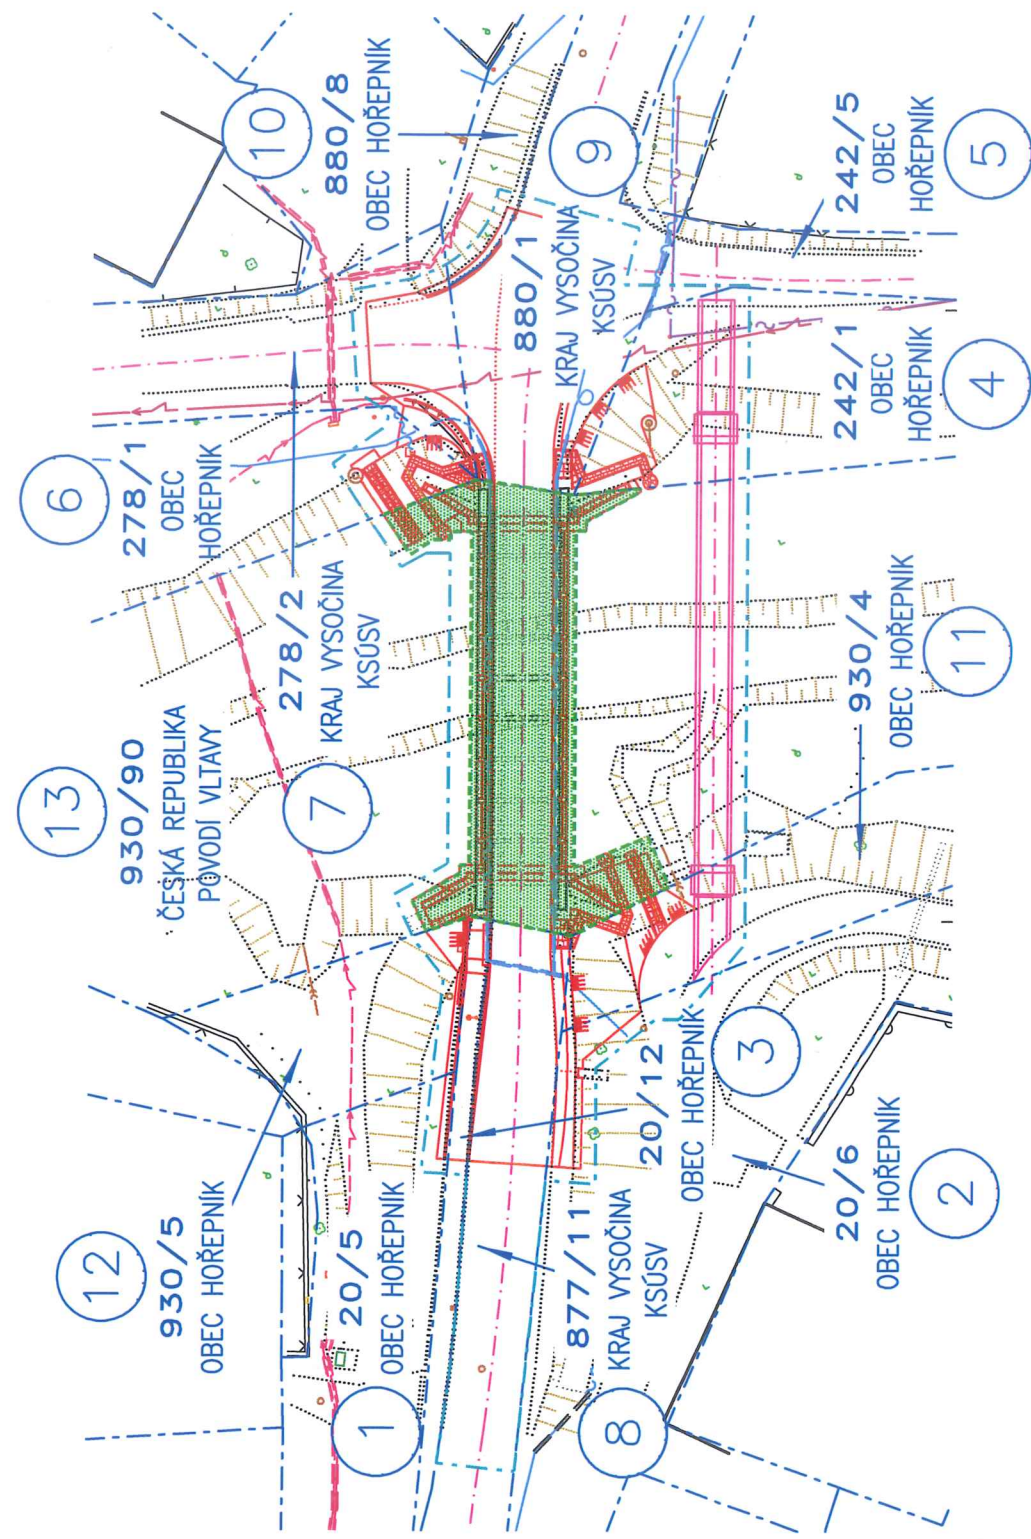 12
930/5
OBEC HOŘEPNÍK
13
930/90
ČESKÁ REPUBLIKA
POVODÍ VLTAVY
6
278/1
OBEC
HOŘEPNÍK
10
880/8
OBEC HOŘEPNÍK
1
20/5
OBEC HOŘEPNÍK
7
278/2
KRAJ VYSOČINA
KSÚSV
9
880/1
KRAJ VYSOČINA
KSÚSV
8
877/11
KRAJ VYSOČINA
KSÚSV
3
20/12
OBEC HOŘEPNÍK
2
20/6
OBEC HOŘEPNÍK
11
930/4
OBEC HOŘEPNÍK
4
242/1
OBEC
HOŘEPNÍK
5
242/5
OBEC
HOŘEPNÍK